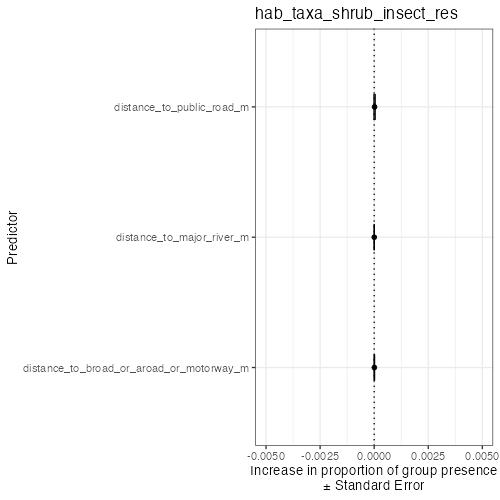 hab_taxa_shrub_insect_res
Predictor
distance_to_public_road_m
distance_to_major_river_m
distance_to_broad_or_aroad_or_motorway_m
-0.0050 -0.0025 0.0000 0.0025 0.0050
Increase in proportion of group presence
± Standard Error